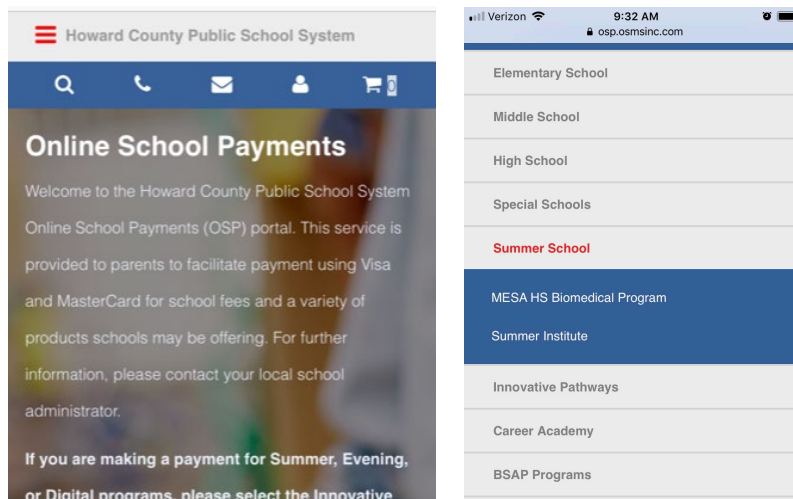 Howard County Public School System
0
Online School Payments
Welcome to the Howard County Public School System
Online School Payments (OSP) portal. This service is
provided to parents to facilitate payment using Visa
and MasterCard for school fees and a variety of
products schools may be offering. For further
information, please contact your local school
administrator.
If you are making a payment for Summer, Evening,
or Digital programs, please select the Innovative
Verizon 9:32 AM
osp.osmsinc.com
Elementary School
Middle School
High School
Special Schools
Summer School
MESA HS Biomedical Program
Summer Institute
Innovative Pathways
Career Academy
BSAP Programs